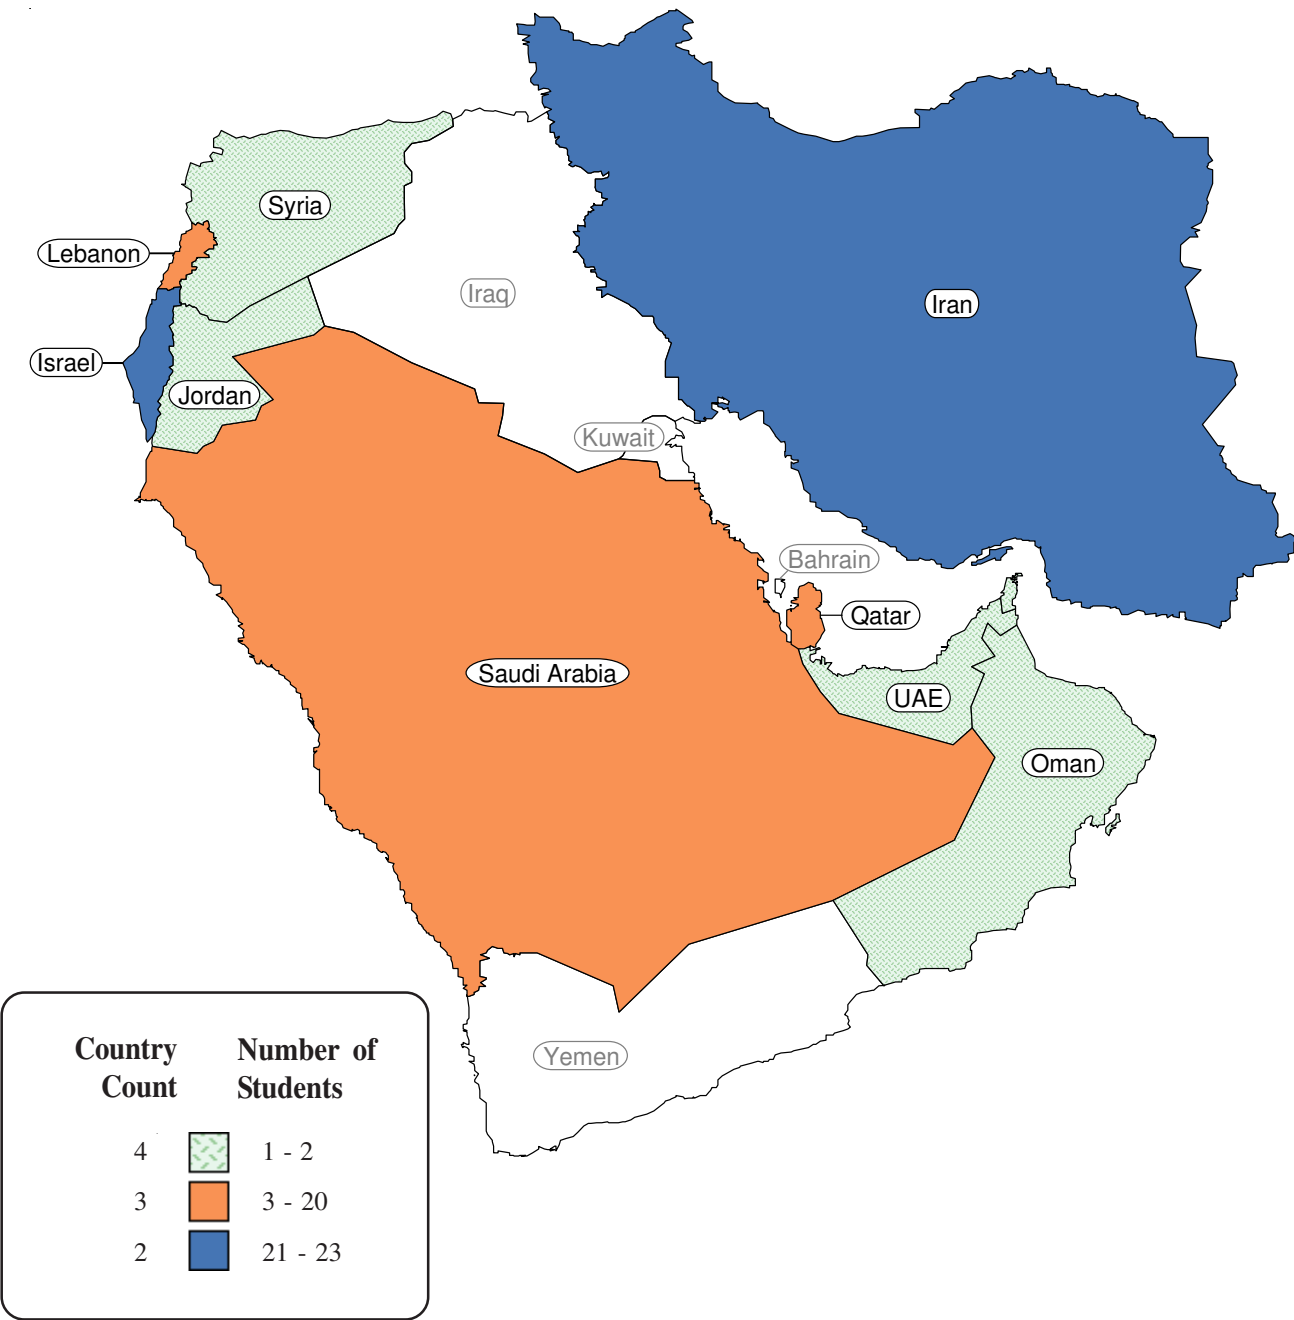 Syria
Lebanon
Iraq
Iran
Israel
Jordan
Kuwait
Bahrain
Qatar
Saudi Arabia
UAE
Oman
Yemen
Country Count
Number of Students
4 1 - 2
3 3 - 20
2 21 - 23